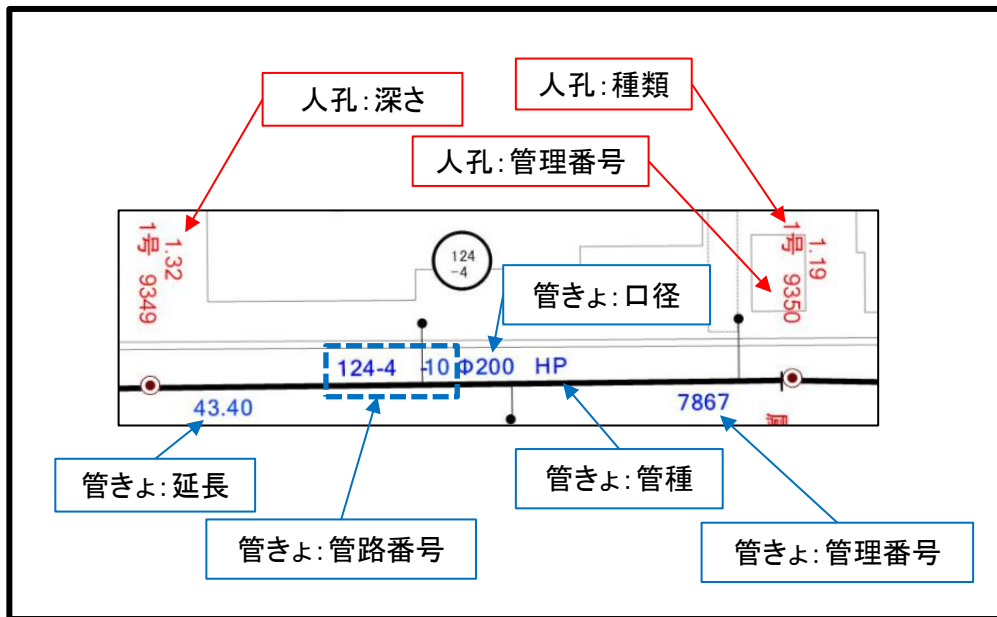 人孔:深さ
人孔:種類
人孔:管理番号
1.32
1号 9349
124
-4
1.19
1号 9350
管きょ:口径
124-4 -10 Φ200 HP
43.40
7867
管きょ:延長
管きょ:管種
管きょ:管路番号
管きょ:管理番号